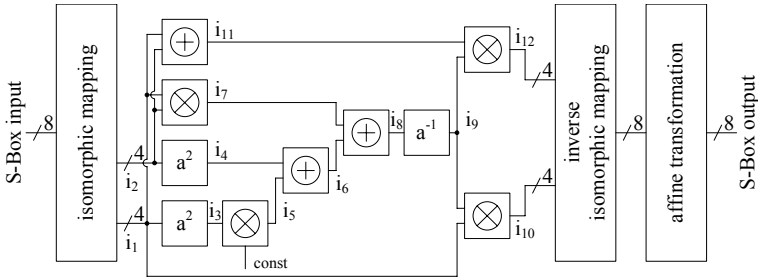 S-Box input
8
isomorphic mapping
4
i2
4
i1
i11
i7
a2
i4
a2
i3
const
i5
i6
i8
a-1
i9
i12
4
i10
4
inverse
isomorphic mapping
8
affine transformation
8
S-Box output